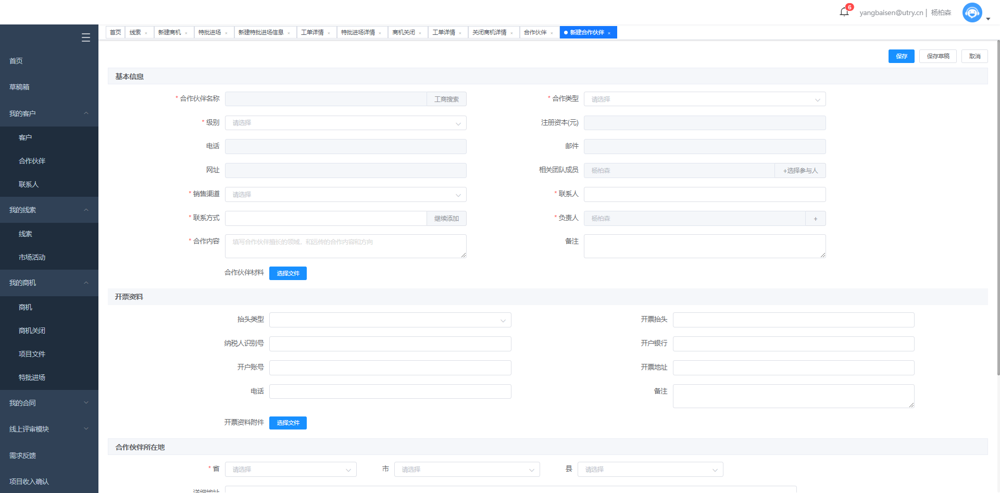 6
yangbaisen@utry.cn | 杨柏森
首页 线索 × 新建商机 × 特批进场 × 新建特批进场信息 × 工单详情 × 特批进场详情 × 商机关闭 × 工单详情 × 关闭商机详情 × 合作伙伴 × 新建合作伙伴 ×
保存 保存草稿 取消
首页
草稿箱
我的客户
客户
合作伙伴
联系人
我的线索
线索
市场活动
我的商机
商机
商机关闭
项目文件
特批进场
我的合同
线上评审模块
需求反馈
项目收入确认
基本信息
* 合作伙伴名称 工商搜索 * 合作类型 请选择
* 级别 请选择 注册资本(元)
电话 邮件
网址 相关团队成员 杨柏森 +选择参与人
* 销售渠道 请选择 * 联系人
* 联系方式 继续添加 * 负责人 杨柏森 +
* 合作内容 填写合作伙伴擅长的领域，和远传的合作内容和方向 备注
合作伙伴材料 选择文件
开票资料
抬头类型 开票抬头
纳税人识别号 开户银行
开户账号 开票地址
电话 备注
开票资料附件 选择文件
合作伙伴所在地
* 省 请选择 市 请选择 县 请选择
详细地址